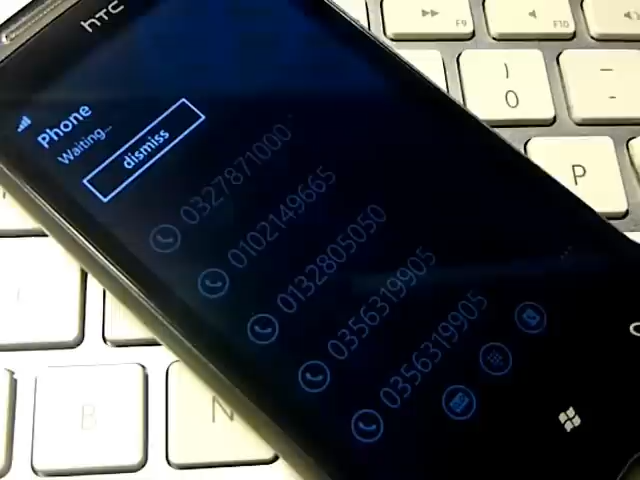 hTC
Phone
Waiting...
dismiss
0327871000
0102149665
0132805050
0356319905
0356319905
...
F9
F10
)
0
-
P
B
N